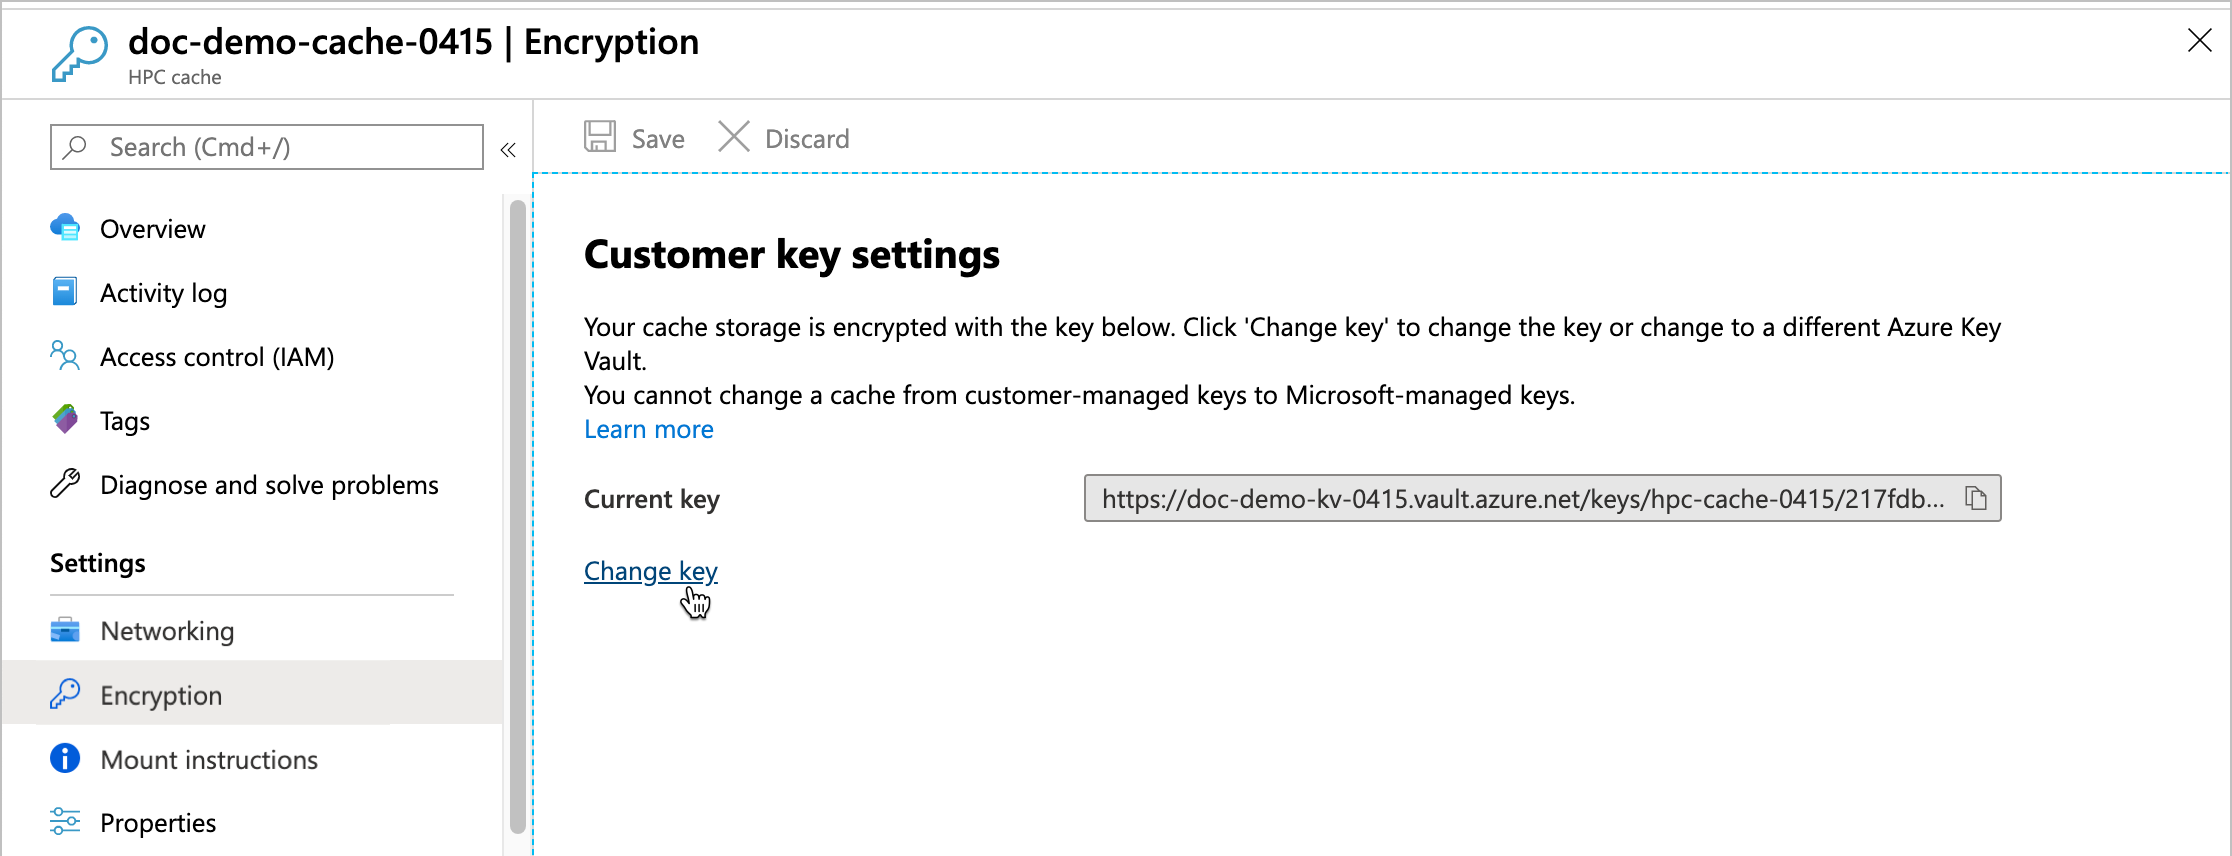 doc-demo-cache-0415 | Encryption
HPC cache
Search (Cmd+/)
«
Save
Discard
Overview
Activity log
Access control (IAM)
Tags
Diagnose and solve problems
Settings
Networking
Encryption
Mount instructions
Properties
Customer key settings
Your cache storage is encrypted with the key below. Click 'Change key' to change the key or change to a different Azure Key
Vault.
You cannot change a cache from customer-managed keys to Microsoft-managed keys.
Learn more
Current key
https://doc-demo-kv-0415.vault.azure.net/keys/hpc-cache-0415/217fdb...
Change key